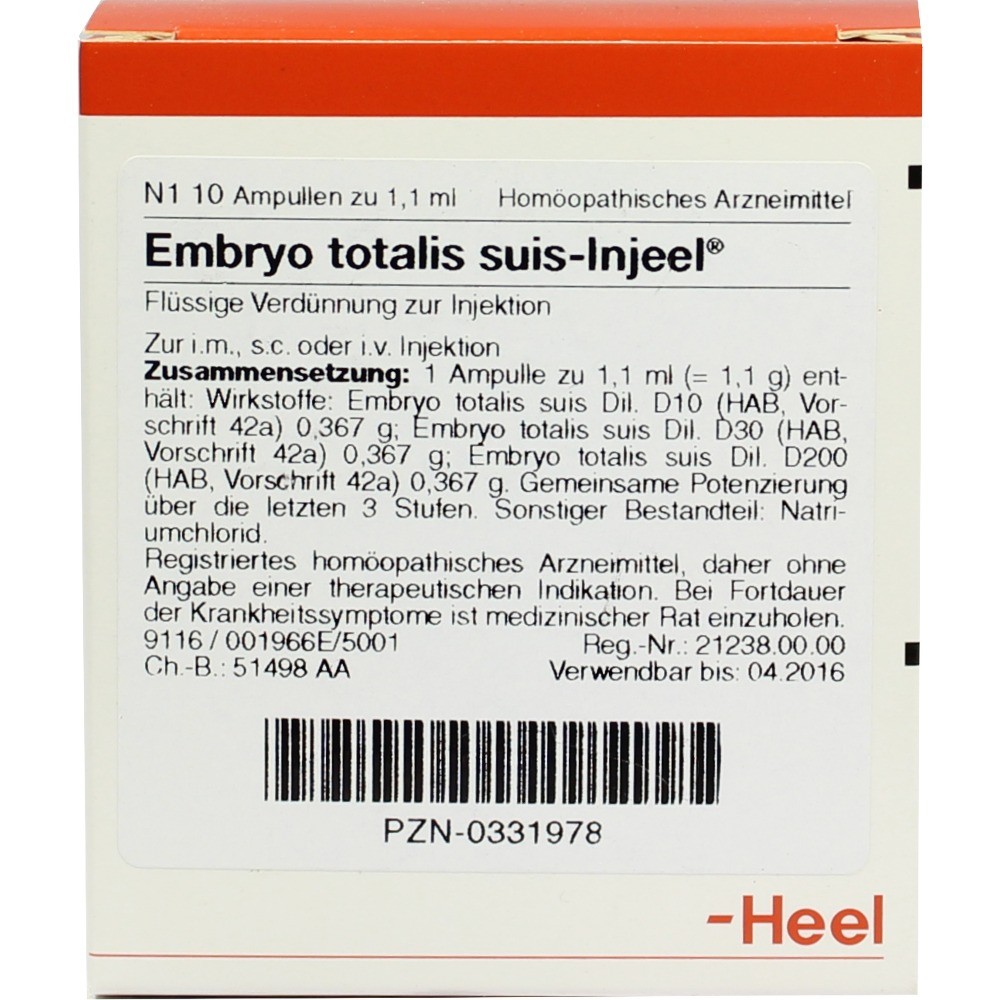 N1 10 Ampullen zu 1,1 ml Homöopathisches Arzneimittel
Embryo totalis suis-Injeel®
Flüssige Verdünnung zur Injektion
Zur i.m., s.c. oder i.v. Injektion
Zusammensetzung: 1 Ampulle zu 1,1 ml (= 1,1 g) ent-
hält: Wirkstoffe: Embryo totalis suis Dil. D10 (HAB, Vor-
schrift 42a) 0,367 g; Embryo totalis suis Dil. D30 (HAB,
Vorschrift 42a) 0,367 g; Embryo totalis suis Dil. D200
(HAB, Vorschrift 42a) 0,367 g. Gemeinsame Potenzierung
über die letzten 3 Stufen. Sonstiger Bestandteil: Natri-
umchlorid.
Registriertes homöopathisches Arzneimittel, daher ohne
Angabe einer therapeutischen Indikation. Bei Fortdauer
der Krankheitssymptome ist medizinischer Rat einzuholen.
9116 / 001966E/5001 Reg.-Nr.: 21238.00.00
Ch.-B.: 51498 AA Verwendbar bis: 04.2016
PZN-0331978
-Heel